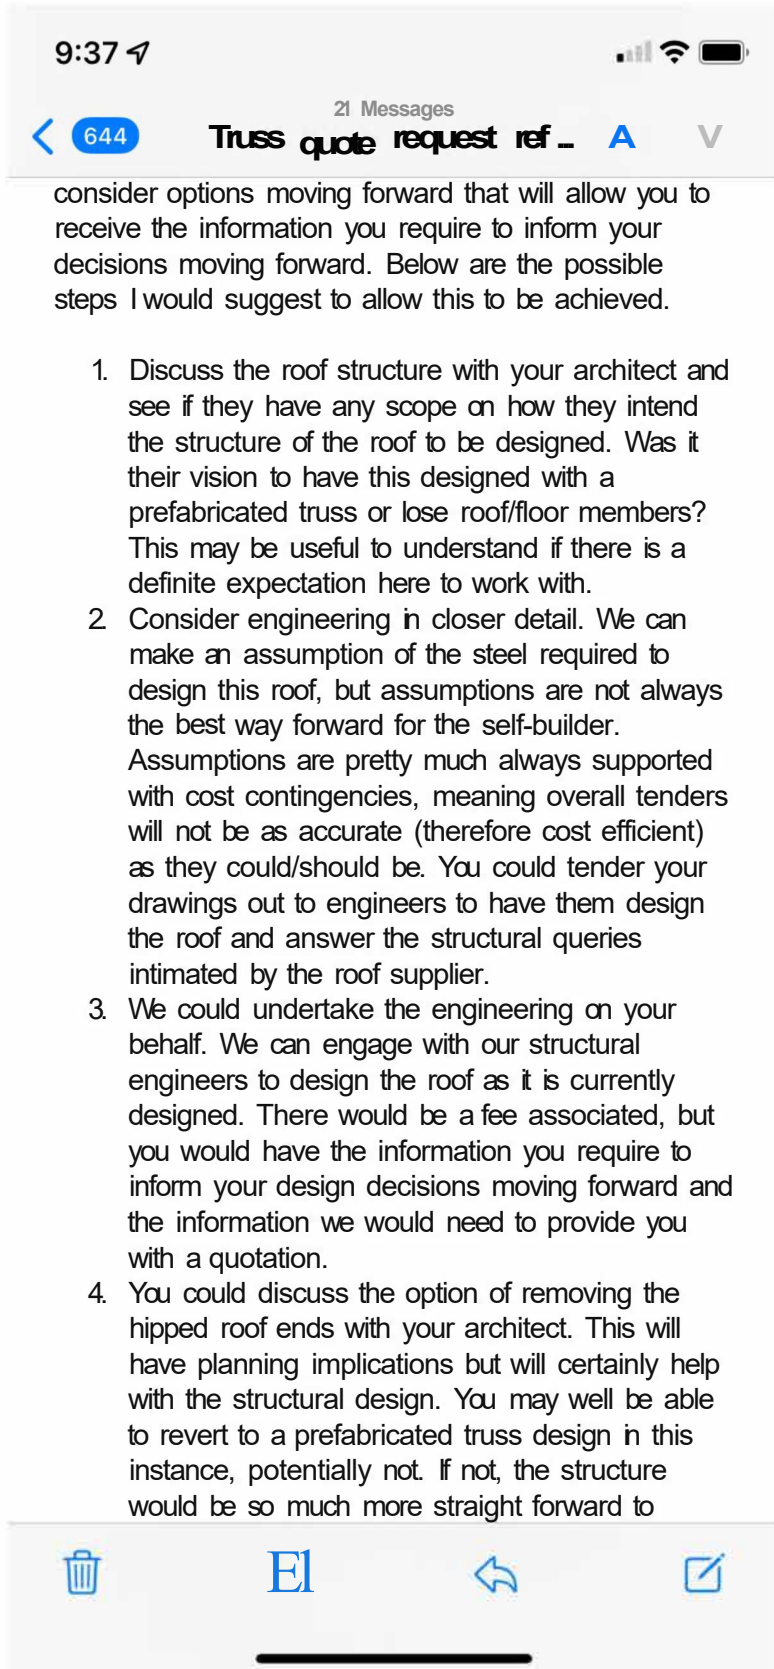 9:37
21 Messages
644
Truss quote request ref ...
A
V
consider options moving forward that will allow you to
receive the information you require to inform your
decisions moving forward. Below are the possible
steps I would suggest to allow this to be achieved.
1. Discuss the roof structure with your architect and
see if they have any scope on how they intend
the structure of the roof to be designed. Was it
their vision to have this designed with a
prefabricated truss or lose roof/floor members?
This may be useful to understand if there is a
definite expectation here to work with.
2 Consider engineering in closer detail. We can
make an assumption of the steel required to
design this roof, but assumptions are not always
the best way forward for the self-builder.
Assumptions are pretty much always supported
with cost contingencies, meaning overall tenders
will not be as accurate (therefore cost efficient)
as they could/should be. You could tender your
drawings out to engineers to have them design
the roof and answer the structural queries
intimated by the roof supplier.
3. We could undertake the engineering on your
behalf. We can engage with our structural
engineers to design the roof as it is currently
designed. There would be a fee associated, but
you would have the information you require to
inform your design decisions moving forward and
the information we would need to provide you
with a quotation.
4. You could discuss the option of removing the
hipped roof ends with your architect. This will
have planning implications but will certainly help
with the structural design. You may well be able
to revert to a prefabricated truss design in this
instance, potentially not. If not, the structure
would be so much more straight forward to
El